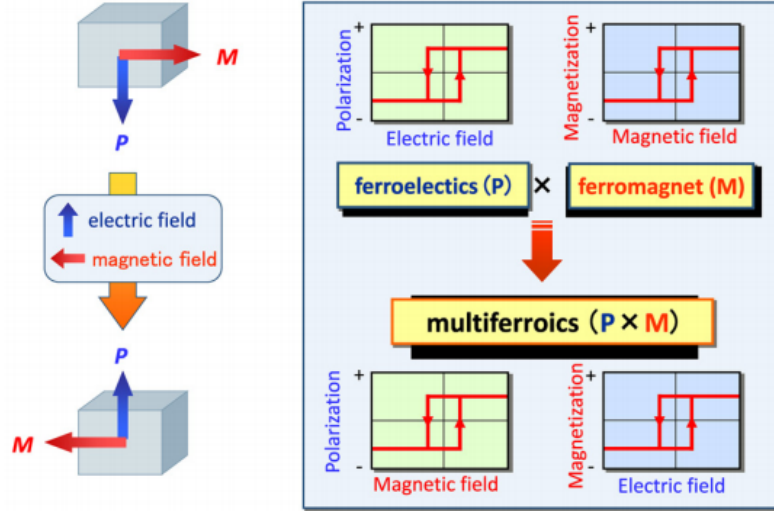 M
P
electric field
magnetic field
P
M
+
Polarization
-
Electric field
+
Magnetization
-
Magnetic field
ferroelectics (P) × ferromagnet (M)
multiferroics (P × M)
+
Polarization
-
Magnetic field
+
Magnetization
-
Electric field